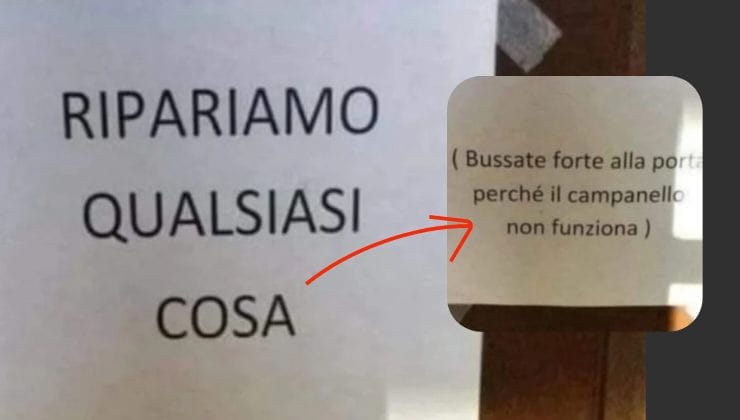 RIPARIAMO
QUALSIASI
COSA
( Bussate forte alla porta
perché il campanello
non funziona )